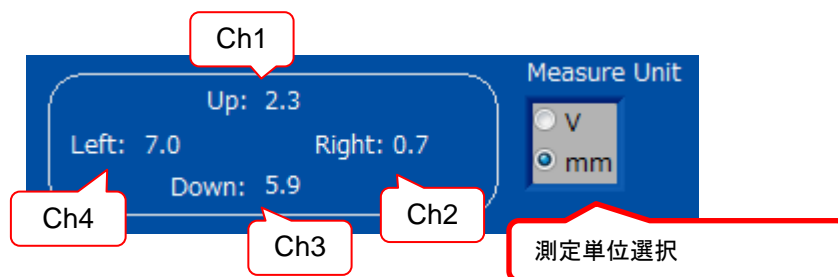 Ch1
Measure Unit
Up: 2.3
V
Left: 7.0 Right: 0.7
mm
Down: 5.9
Ch4
Ch2
Ch3
測定単位選択